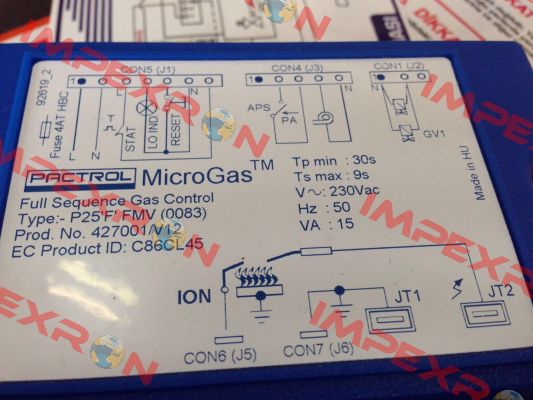 DİKKAT
92619_2
Fuse 4AT HBC
CON5 (J1)
CON4 (J3)
CON1 (J2)
1
1
N
1
N
L
L
N
T
STAT
LO IND
RESET
N
APS
PA
GV1
PACTROL MicroGas™
Full Sequence Gas Control
Type:- P25'F'FMV (0083)
Prod. No. 427001/V12
EC Product ID: C86CL45
Tp min : 30s
Ts max : 9s
V~: 230Vac
Hz : 50
VA : 15
Made in HU
ION
CON6 (J5)
CON7 (J6)
JT1
JT2
IMPEXRON
IMPEXRON
IMPEXRON
IMPEXRON
IMPEXRON